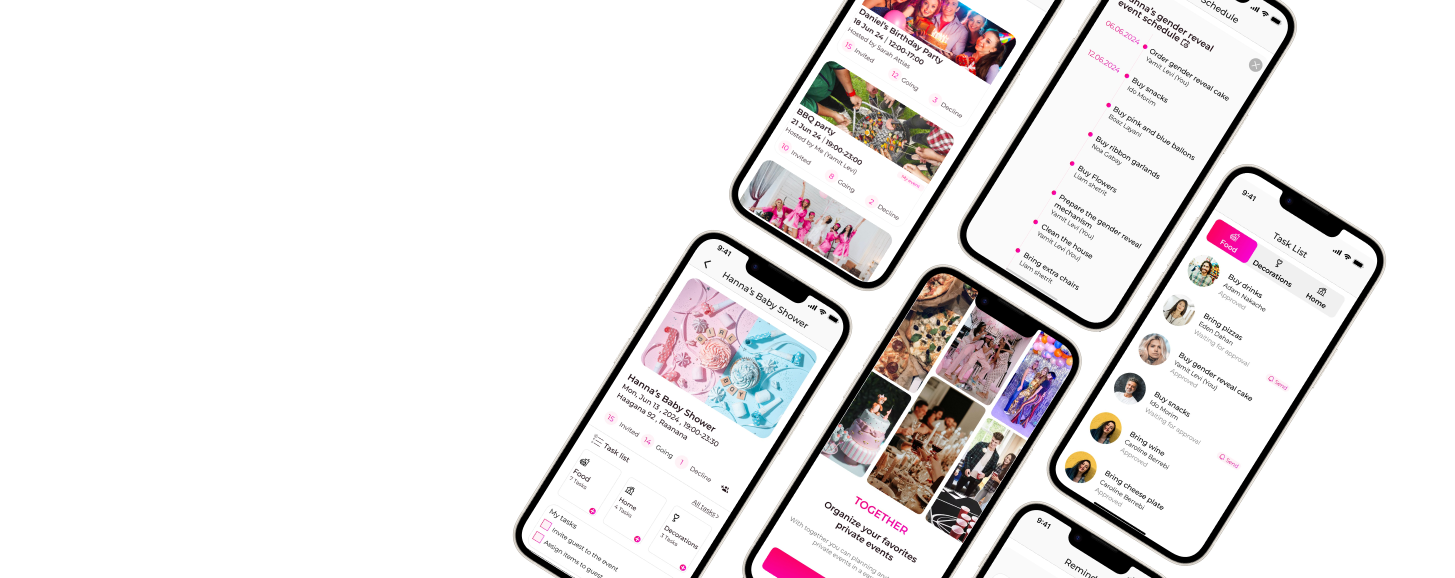 Daniel's Birthday Party
18 Jun 24 | 12:00-17:00
Hosted by Sarah Attias
15 Invited
12 Going
3 Decline
BBQ party
21 Jun 24 | 19:00-23:00
Hosted by Me (Yamit Levi)
My event
10 Invited
8 Going
2 Decline
Schedule
Hanna's gender reveal
event schedule
06.06.2024
Order gender reveal cake
Yamit Levi (You)
12.06.2024
Buy snacks
Ido Morim
Buy pink and blue ballons
Boaz Layani
Buy ribbon garlands
Noa Gabay
Buy Flowers
Liam shetrit
Prepare the gender reveal
mechanism
Yamit Levi (You)
Clean the house
Yamit Levi (You)
Bring extra chairs
Liam shetrit
9:41
Hanna's Baby Shower
GIRL
BOY
Hanna's Baby Shower
Mon, Jun 13 , 2024 , 19:00-23:30
Haagana 92 , Raanana
15 Invited
14 Going
1 Decline
Task list
All tasks
Food
7 Tasks
Home
4 Tasks
Decorations
3 Tasks
My tasks
Invite guest to the event
Assign items to guest
TOGETHER
Organize your favorites
private events
With together you can planning and
private events in a
9:41
Task List
Food
Decorations
Home
Buy drinks
Adam Nakache
Approved
Bring pizzas
Eden Dahan
Waiting for approval
Send
Buy gender reveal cake
Yamit Levi (You)
Approved
Buy snacks
Ido Morim
Waiting for approval
Send
Bring wine
Caroline Berrebi
Approved
Bring cheese plate
Caroline Berrebi
Approved
9:41